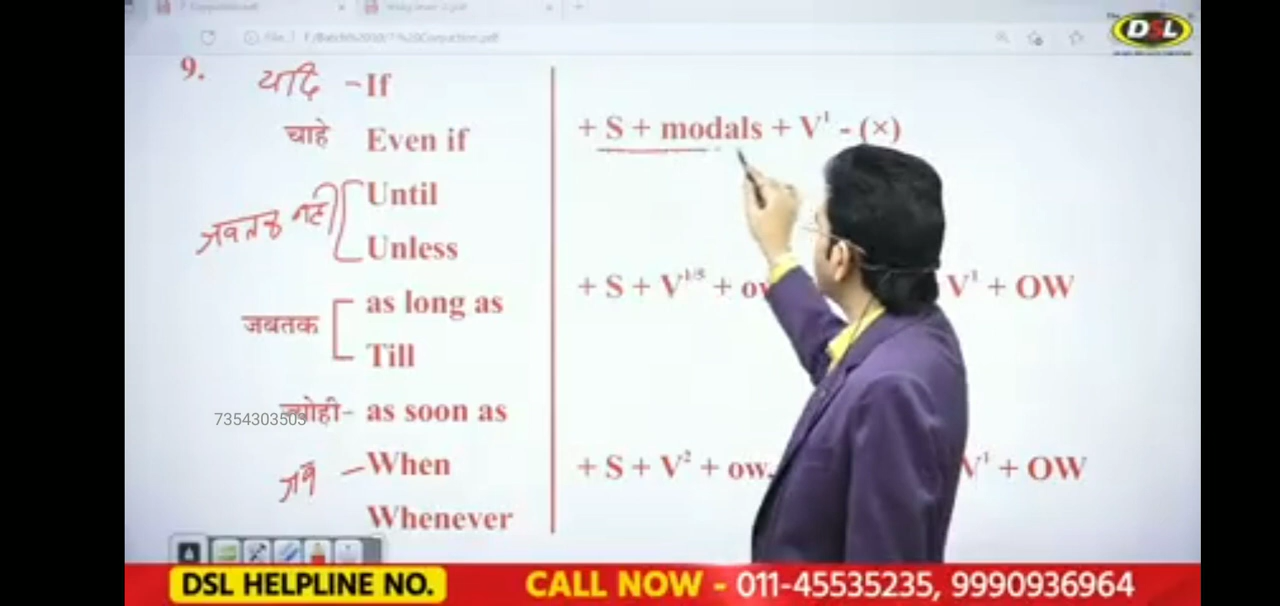 File
9.
यदि - If
चाहे Even if
+ S + modals + V¹ - (×)
जबतक नही Until
Unless
+ S + V¹/⁵ + ow
V¹ + OW
जबतक as long as
Till
ज्योही- as soon as
7354303503
जब - When
+ S + V² + ow.
V¹ + OW
Whenever
DSL
DSL HELPLINE NO. CALL NOW - 011-45535235, 9990936964